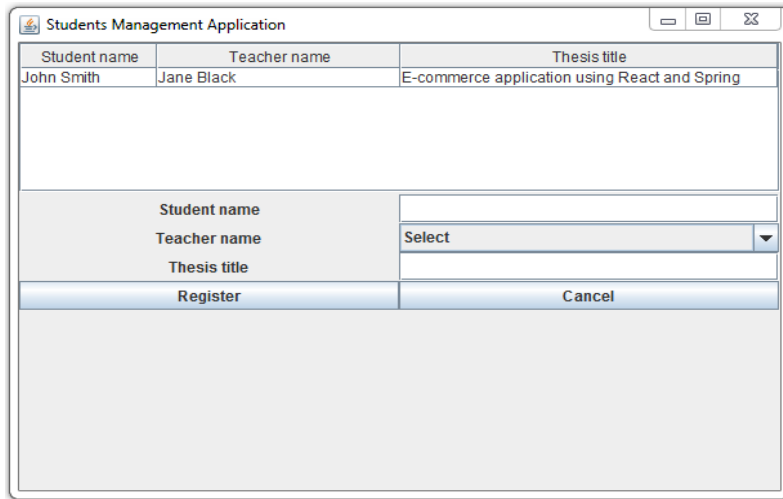 Students Management Application
Student name Teacher name Thesis title
John Smith Jane Black E-commerce application using React and Spring
Student name
Teacher name Select
Thesis title
Register Cancel